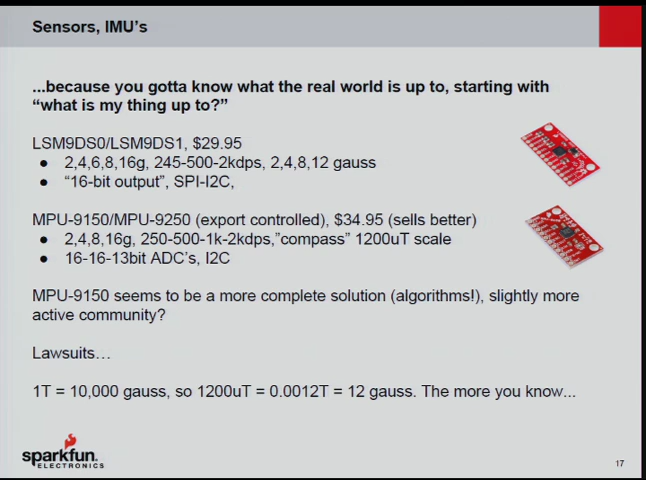 Sensors, IMU's
...because you gotta know what the real world is up to, starting with
“what is my thing up to?”
LSM9DS0/LSM9DS1, $29.95
● 2,4,6,8,16g, 245-500-2kdps, 2,4,8,12 gauss
● “16-bit output”, SPI-I2C,
MPU-9150/MPU-9250 (export controlled), $34.95 (sells better)
● 2,4,8,16g, 250-500-1k-2kdps,”compass” 1200uT scale
● 16-16-13bit ADC's, I2C
MPU-9150 seems to be a more complete solution (algorithms!), slightly more
active community?
Lawsuits…
1T = 10,000 gauss, so 1200uT = 0.0012T = 12 gauss. The more you know...
sparkfun.
ELECTRONICS
17